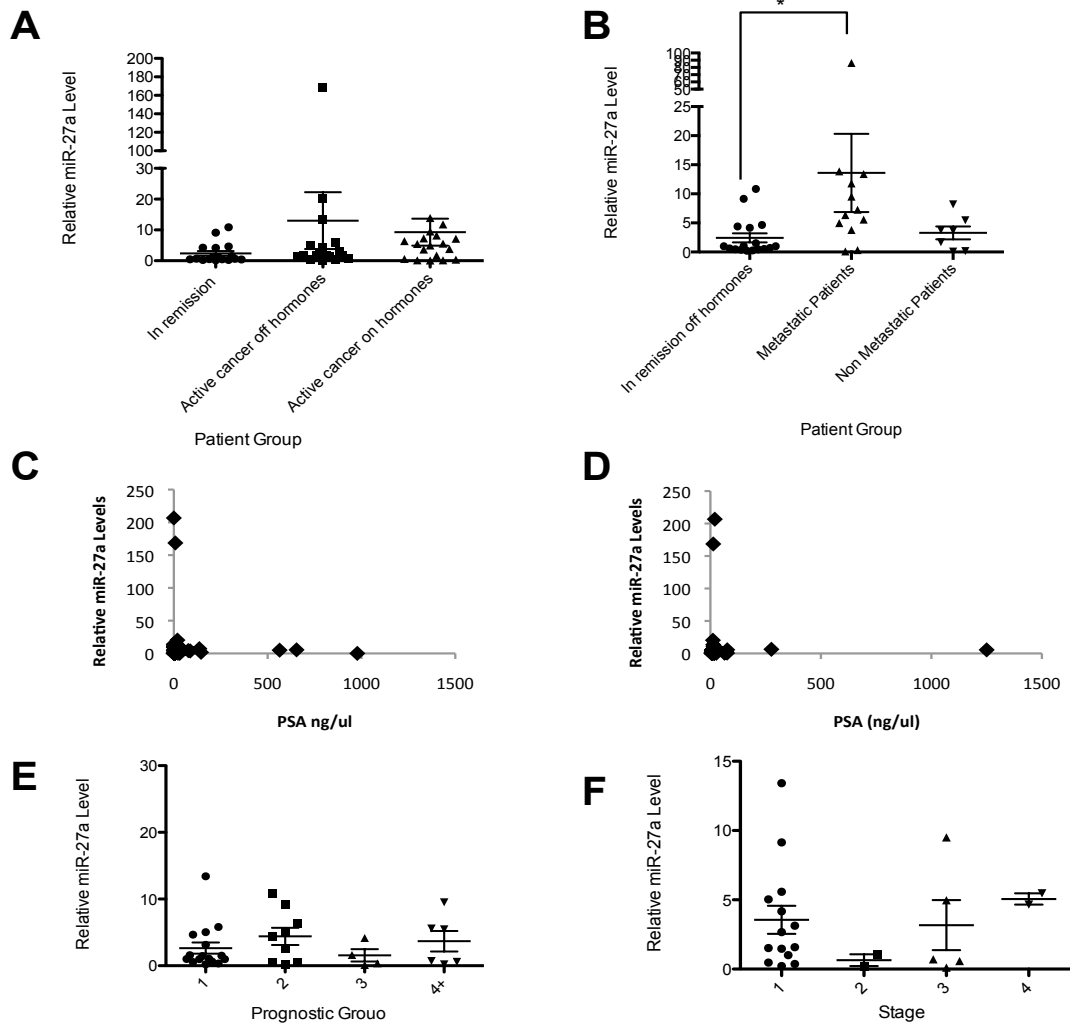 A
Relative miR-27a Level
200
180
160
140
120
100
30
20
10
0
In remission
Active cancer off hormones
Active cancer on hormones
Patient Group
B
*
Relative miR-27a Level
100
90
80
70
60
50
25
20
15
10
5
0
In remission off hormones
Metastatic Patients
Non Metastatic Patients
Patient Group
C
Relative miR-27a Levels
250
200
150
100
50
0
0 500 1000 1500
PSA ng/ul
D
Relative miR-27a Levels
250
200
150
100
50
0
0 500 1000 1500
PSA (ng/ul)
E
Relative miR-27a Level
30
20
10
0
1 2 3 4+
Prognostic Grouo
F
Relative miR-27a Level
15
10
5
0
1 2 3 4
Stage